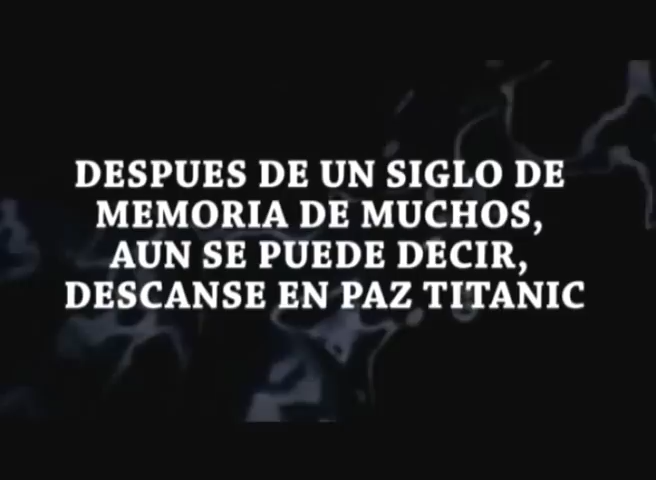 DESPUES DE UN SIGLO DE
MEMORIA DE MUCHOS,
AUN SE PUEDE DECIR,
DESCANSE EN PAZ TITANIC